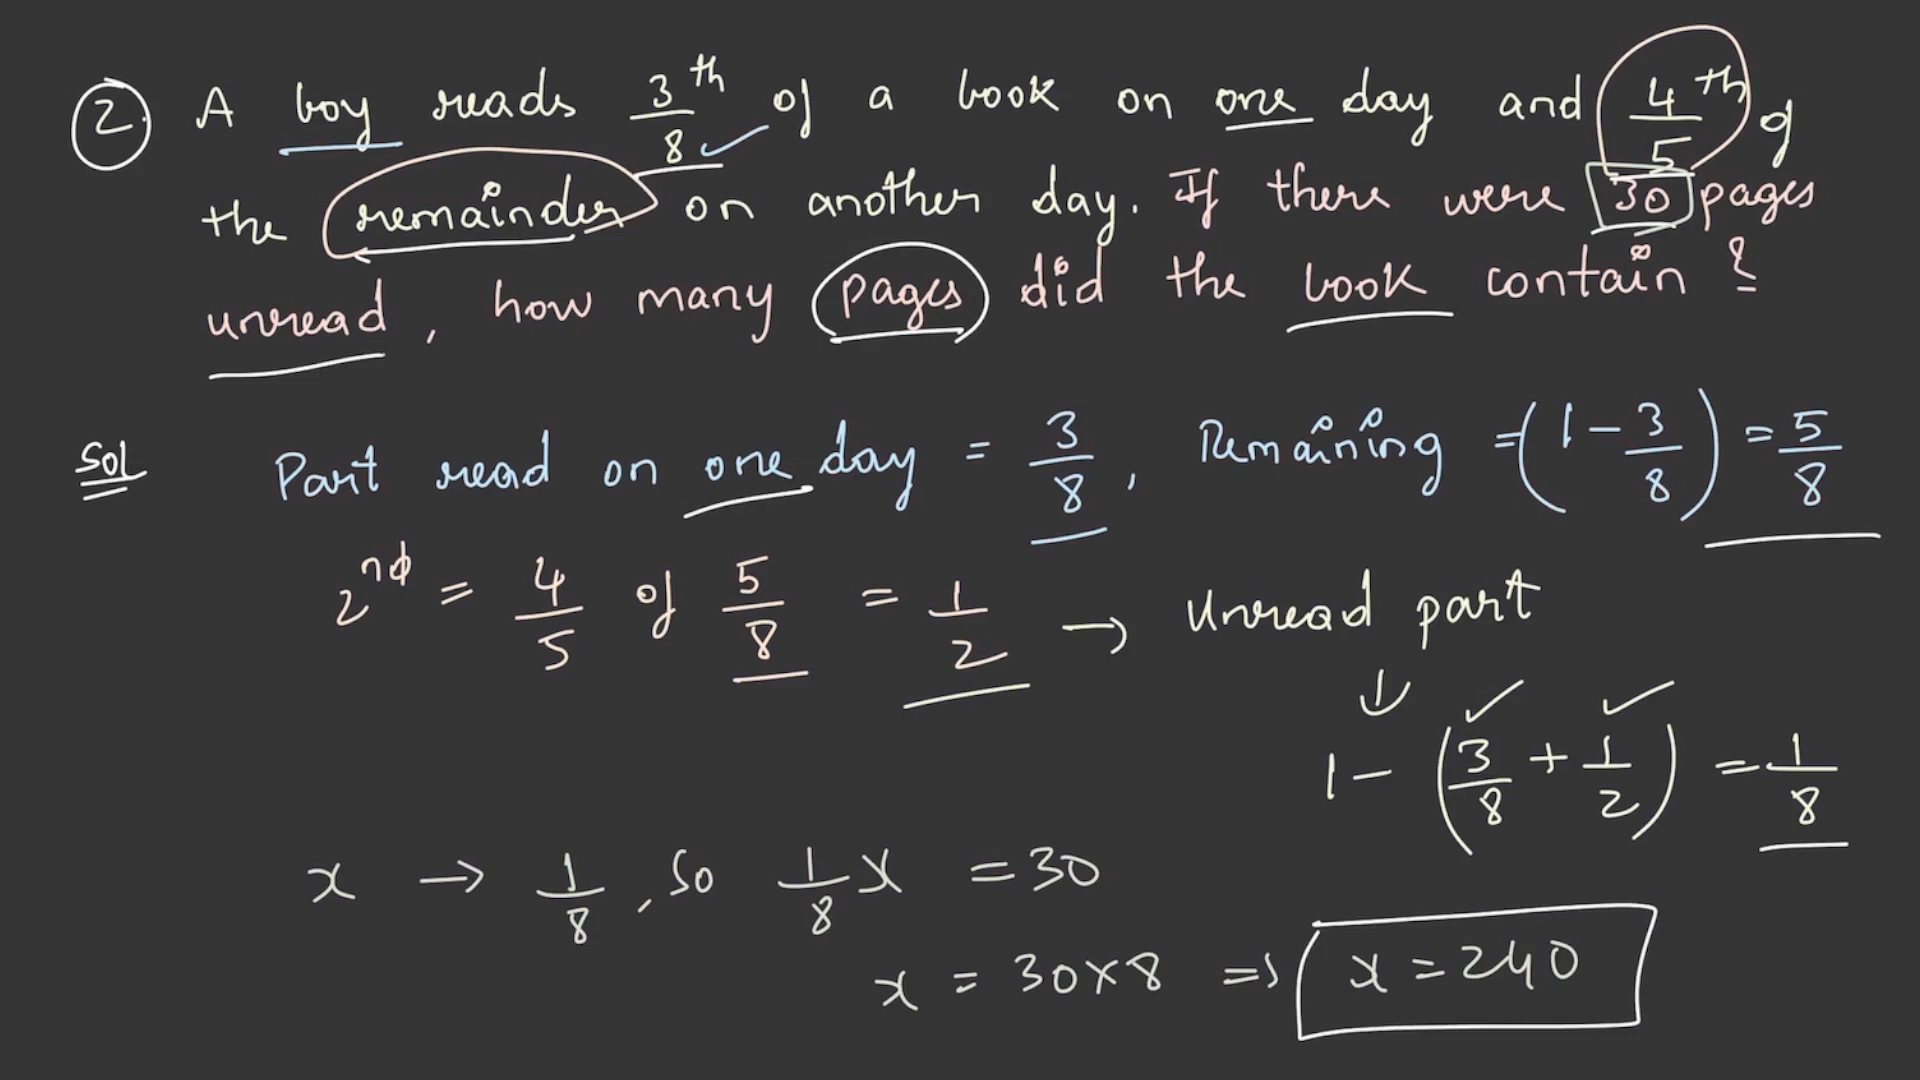 2. A boy reads 3/8 th of a book on one day and 4/5 th of
the remainder on another day. If there were 30 pages
unread, how many pages did the book contain?
Sol Part read on one day = 3/8, Remaining = (1 - 3/8) = 5/8
2nd = 4/5 of 5/8 = 1/2 → Unread part
↓
1 - (3/8 + 1/2) = 1/8
x → 1/8, So 1/8 x = 30
x = 30 × 8 ⇒ x = 240